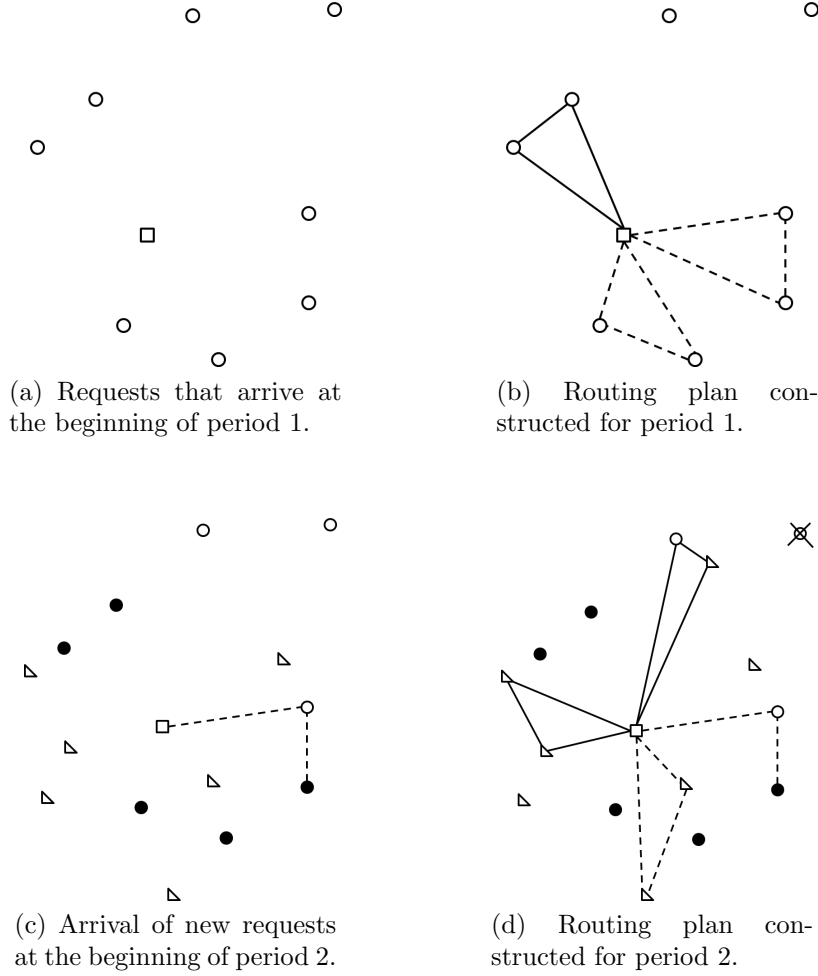 (a) Requests that arrive at
the beginning of period 1.
(b) Routing plan con-
structed for period 1.
(c) Arrival of new requests
at the beginning of period 2.
(d) Routing plan con-
structed for period 2.